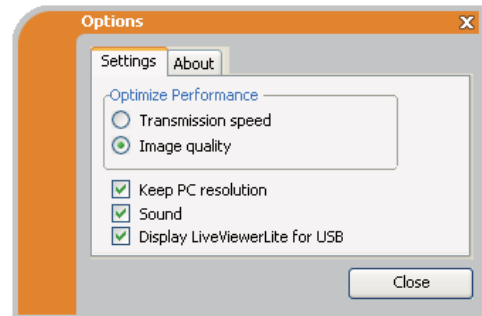 Options
Settings
About
Optimize Performance
Transmission speed
Image quality
Keep PC resolution
Sound
Display LiveViewerLite for USB
Close